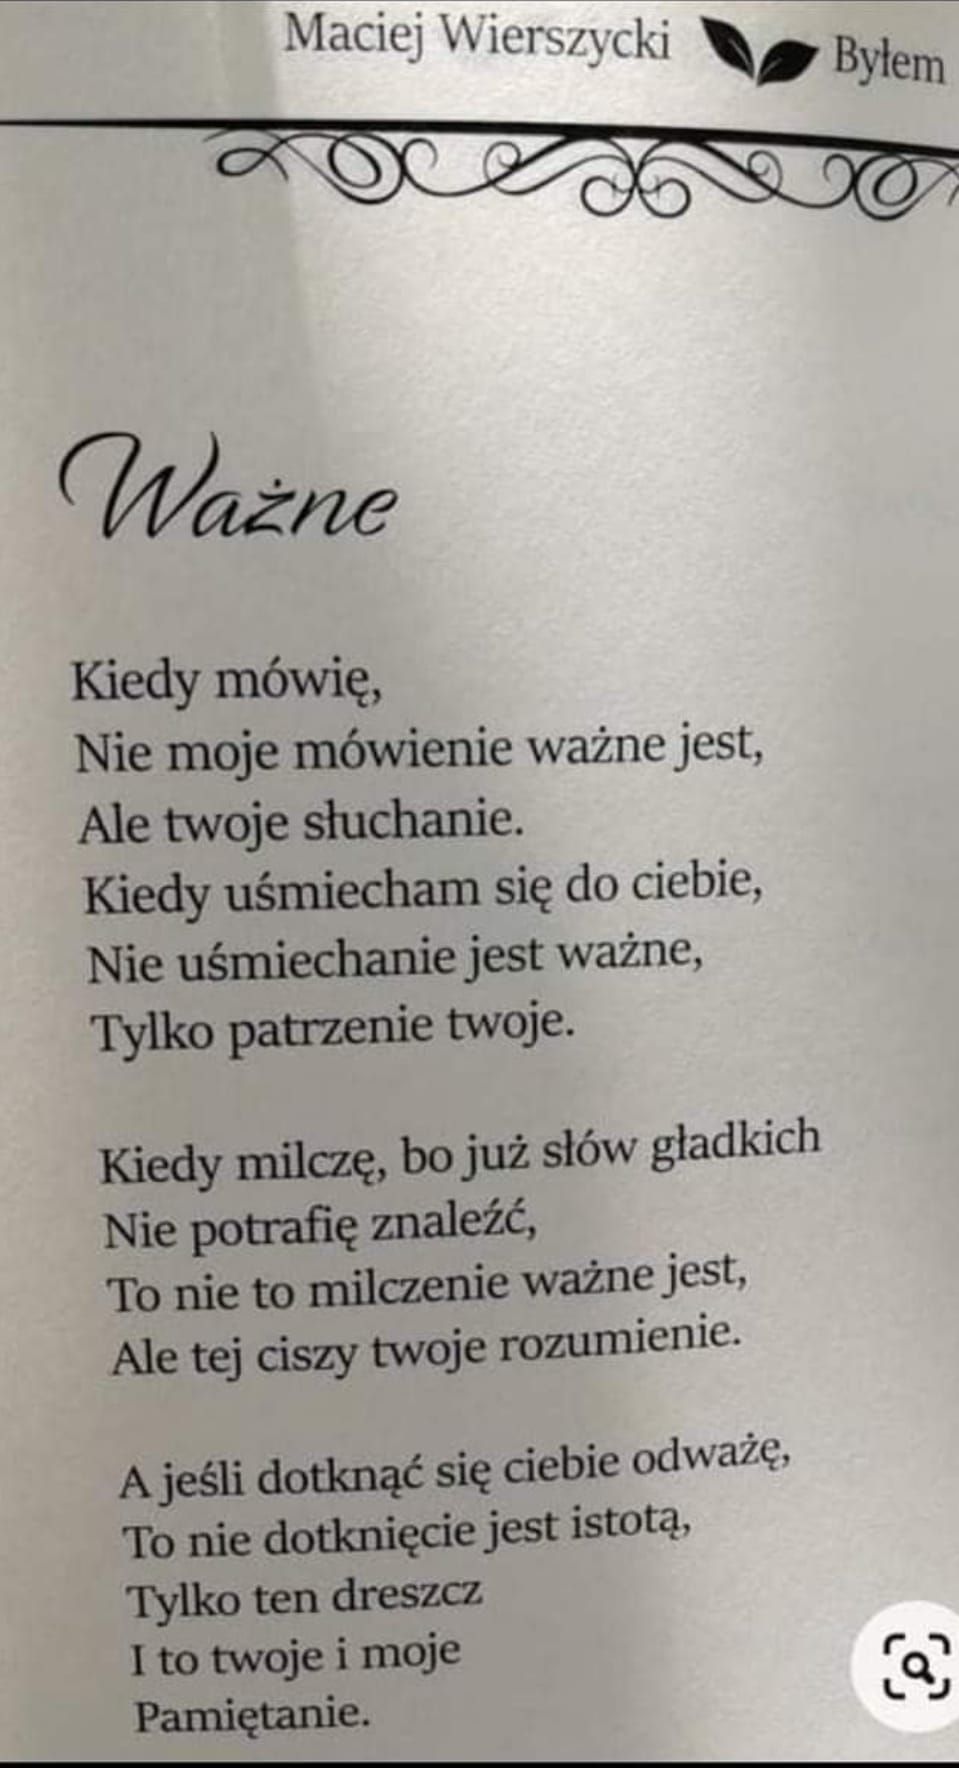 Maciej Wierszycki Byłem
Ważne
Kiedy mówię,
Nie moje mówienie ważne jest,
Ale twoje słuchanie.
Kiedy uśmiecham się do ciebie,
Nie uśmiechanie jest ważne,
Tylko patrzenie twoje.
Kiedy milczę, bo już słów gładkich
Nie potrafię znaleźć,
To nie to milczenie ważne jest,
Ale tej ciszy twoje rozumienie.
A jeśli dotknąć się ciebie odważę,
To nie dotknięcie jest istotą,
Tylko ten dreszcz
I to twoje i moje
Pamiętanie.